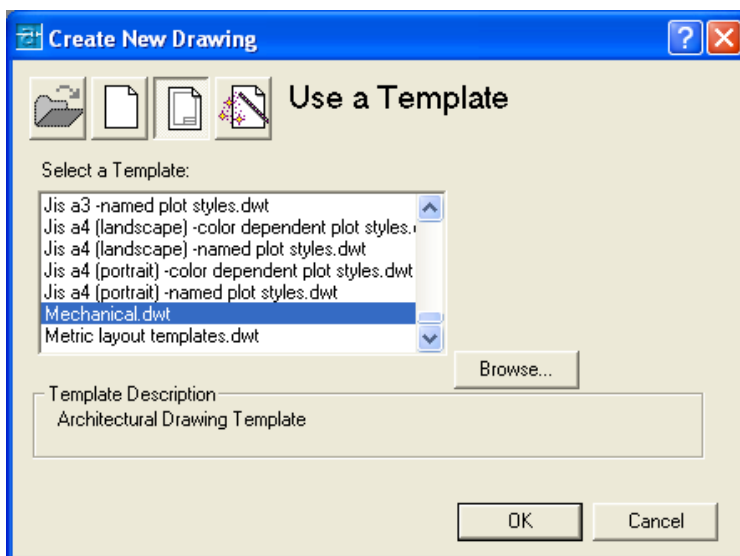 Create New Drawing
Use a Template
Select a Template:
Jis a3 -named plot styles.dwt
Jis a4 (landscape) -color dependent plot styles.
Jis a4 (landscape) -named plot styles.dwt
Jis a4 (portrait) -color dependent plot styles.dwt
Jis a4 (portrait) -named plot styles.dwt
Mechanical.dwt
Metric layout templates.dwt
Browse...
Template Description
Architectural Drawing Template
OK
Cancel